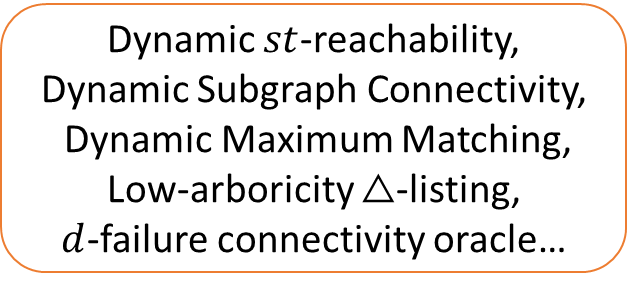 Dynamic st-reachability,
Dynamic Subgraph Connectivity,
Dynamic Maximum Matching,
Low-arboricity △-listing,
d-failure connectivity oracle...